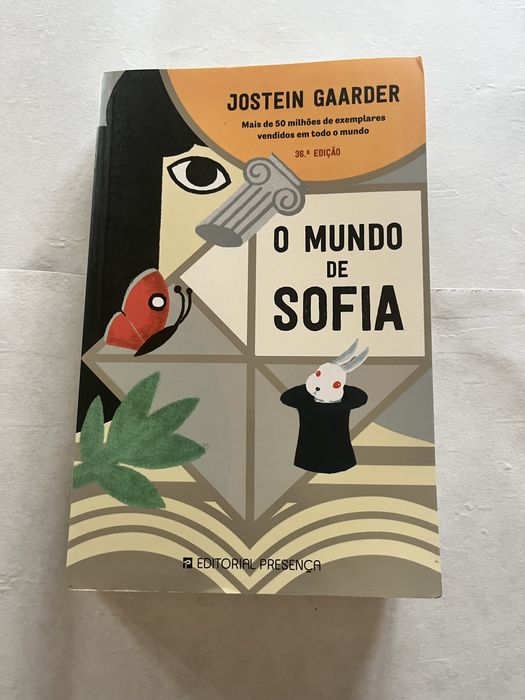 JOSTEIN GAARDER
Mais de 50 milhões de exemplares
vendidos em todo o mundo
36.ª EDIÇÃO
O MUNDO
DE
SOFIA
EDITORIAL PRESENÇA